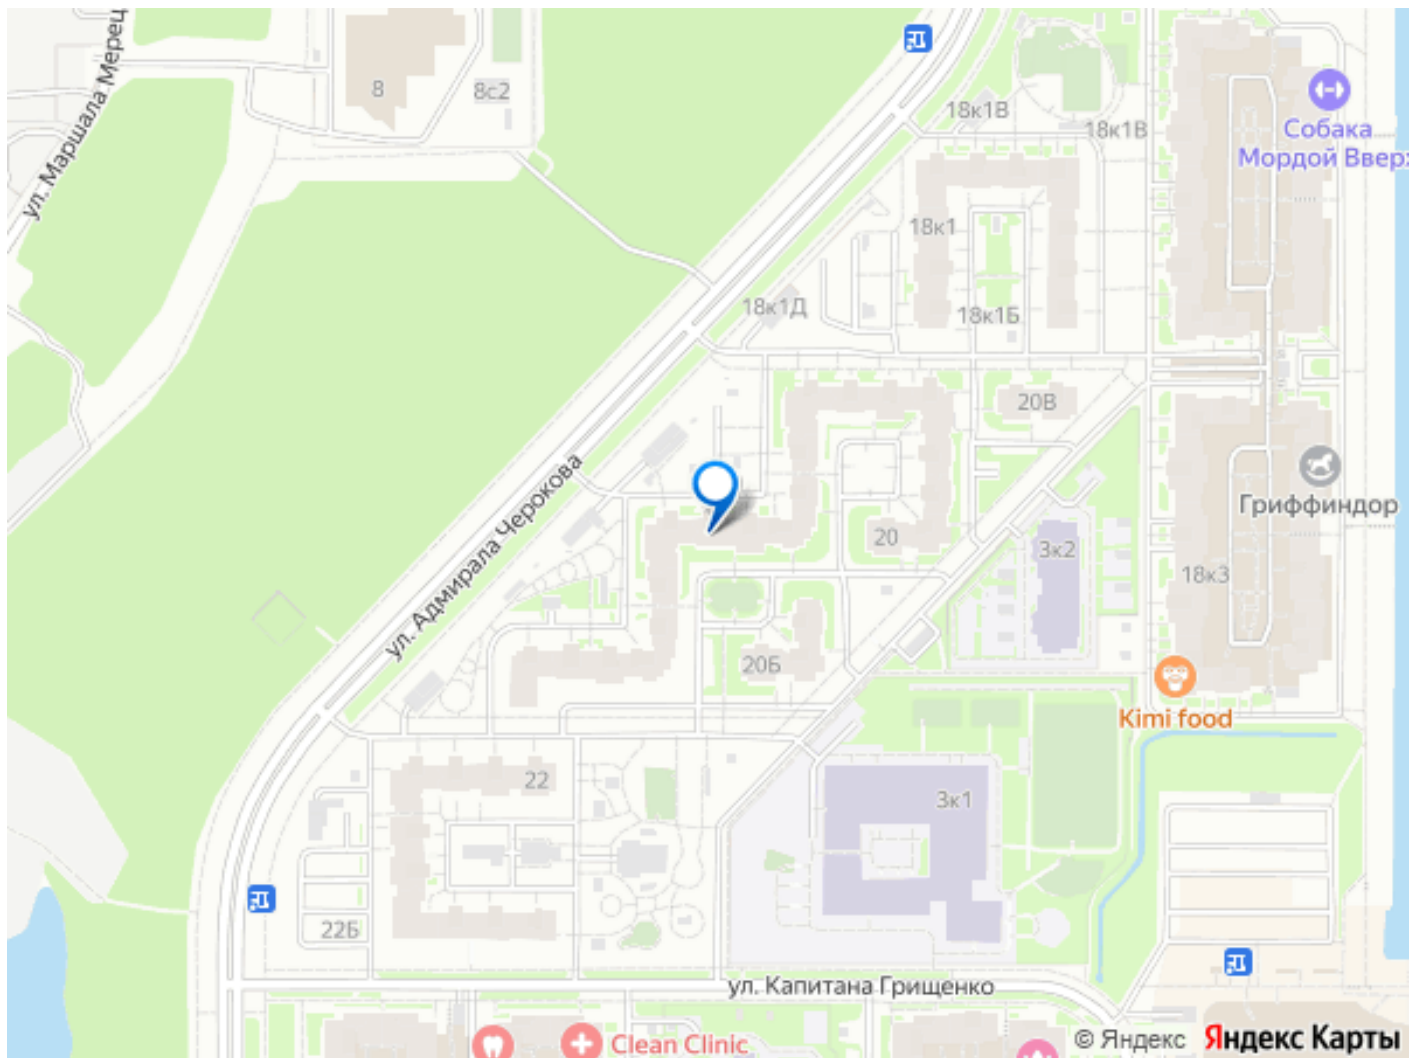 ул. Маршала Мерец
8
8с2
18к1В
18к1В
Собака
Мордой Вверх
18к1
18к1Д
18к1Б
20В
ул. Адмирала Черокова
Гриффиндор
20
3к2
18к3
20Б
Kimi food
22
3к1
22Б
ул. Капитана Грищенко
Clean Clinic
© Яндекс Яндекс Карты